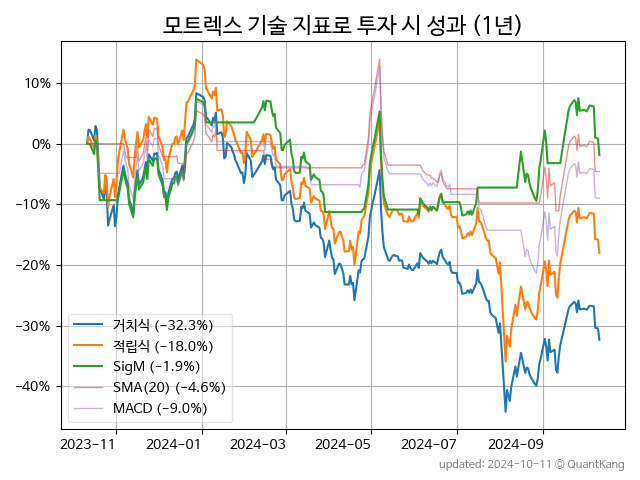 모트렉스 기술 지표로 투자 시 성과 (1년)
10%
0%
−10%
−20%
−30%
−40%
거치식 (−32.3%)
적립식 (−18.0%)
SigM (−1.9%)
SMA(20) (−4.6%)
MACD (−9.0%)
2023-11 2024-01 2024-03 2024-05 2024-07 2024-09
updated: 2024-10-11 © QuantKang